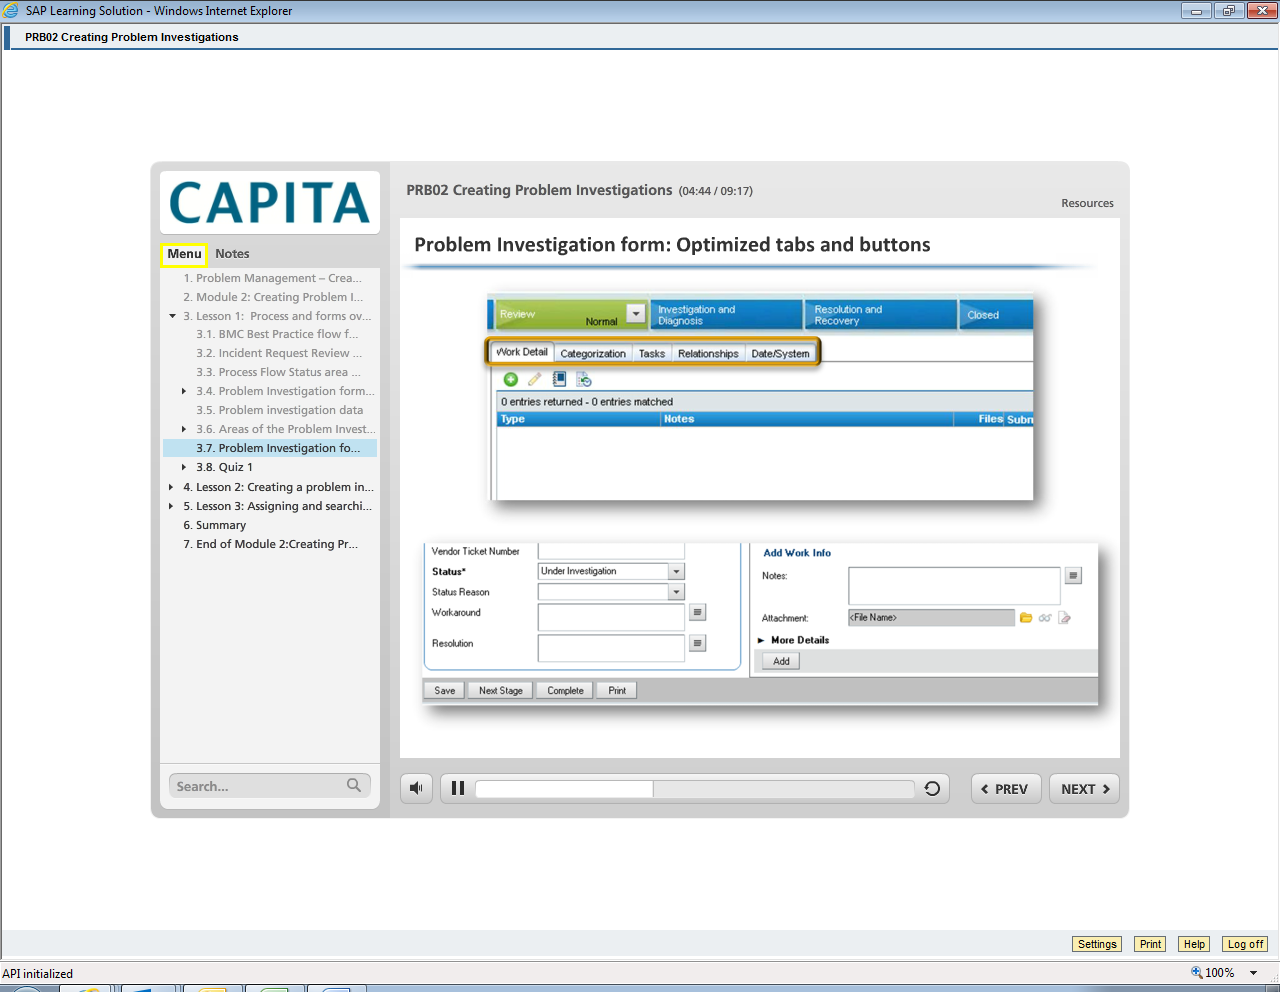 SAP Learning Solution - Windows Internet Explorer
PRB02 Creating Problem Investigations
CAPITA
PRB02 Creating Problem Investigations (04:44 / 09:17)
Resources
Menu Notes
1. Problem Management – Crea...
2. Module 2: Creating Problem I...
3. Lesson 1:  Process and forms ov...
3.1. BMC Best Practice flow f...
3.2. Incident Request Review ...
3.3. Process Flow Status area ...
3.4. Problem Investigation form...
3.5. Problem investigation data
3.6. Areas of the Problem Invest...
3.7. Problem Investigation fo...
3.8. Quiz 1
4. Lesson 2: Creating a problem in...
5. Lesson 3: Assigning and searchi...
6. Summary
7. End of Module 2:Creating Pr...
Search...
Problem Investigation form: Optimized tabs and buttons
Review
Normal
Investigation and
Diagnosis
Resolution and
Recovery
Closed
Work Detail Categorization Tasks Relationships Date/System
0 entries returned - 0 entries matched
Type Notes Files Subn
Vendor Ticket Number
Status* Under Investigation
Status Reason
Workaround
Resolution
Add Work Info
Notes:
Attachment: <File Name>
More Details
Add
Save Next Stage Complete Print
PREV NEXT
Settings Print Help Log off
API initialized
100%